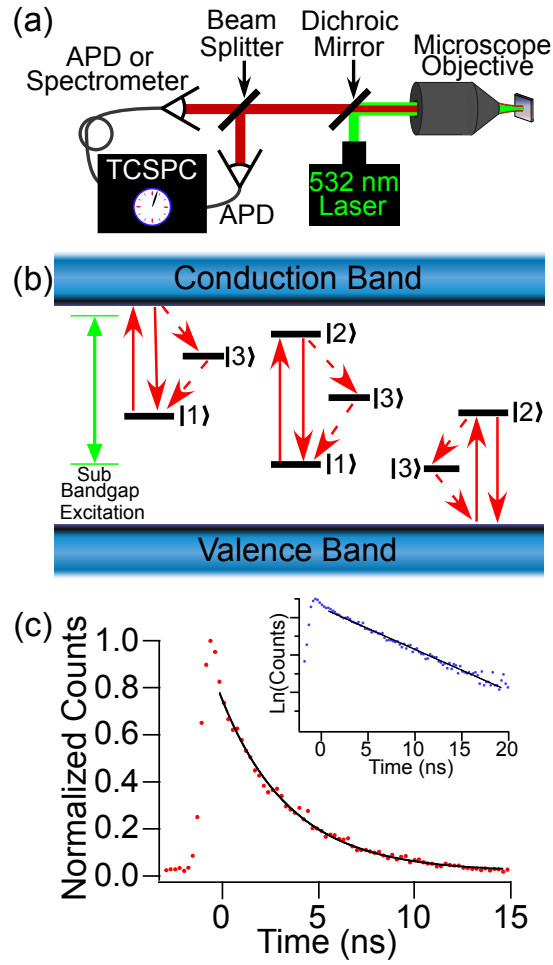 (a)
Beam
Splitter
Dichroic
Mirror
Microscope
Objective
APD or
Spectrometer
TCSPC
APD
532 nm
Laser
(b)
Conduction Band
|3⟩
|1⟩
|2⟩
|3⟩
|1⟩
|2⟩
|3⟩
Sub
Bandgap
Excitation
Valence Band
(c)
Normalized Counts
1.0
0.8
0.6
0.4
0.2
0.0
0
5
10
15
Time (ns)
Ln(Counts)
0
5
10
15
20
Time (ns)